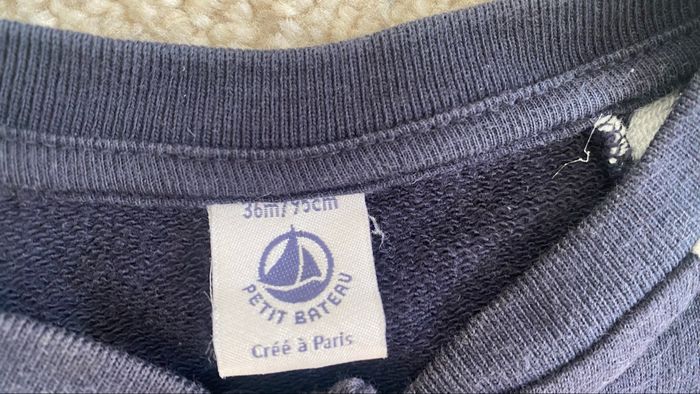 36m/95cm
PETIT BATEAU
Créé à Paris